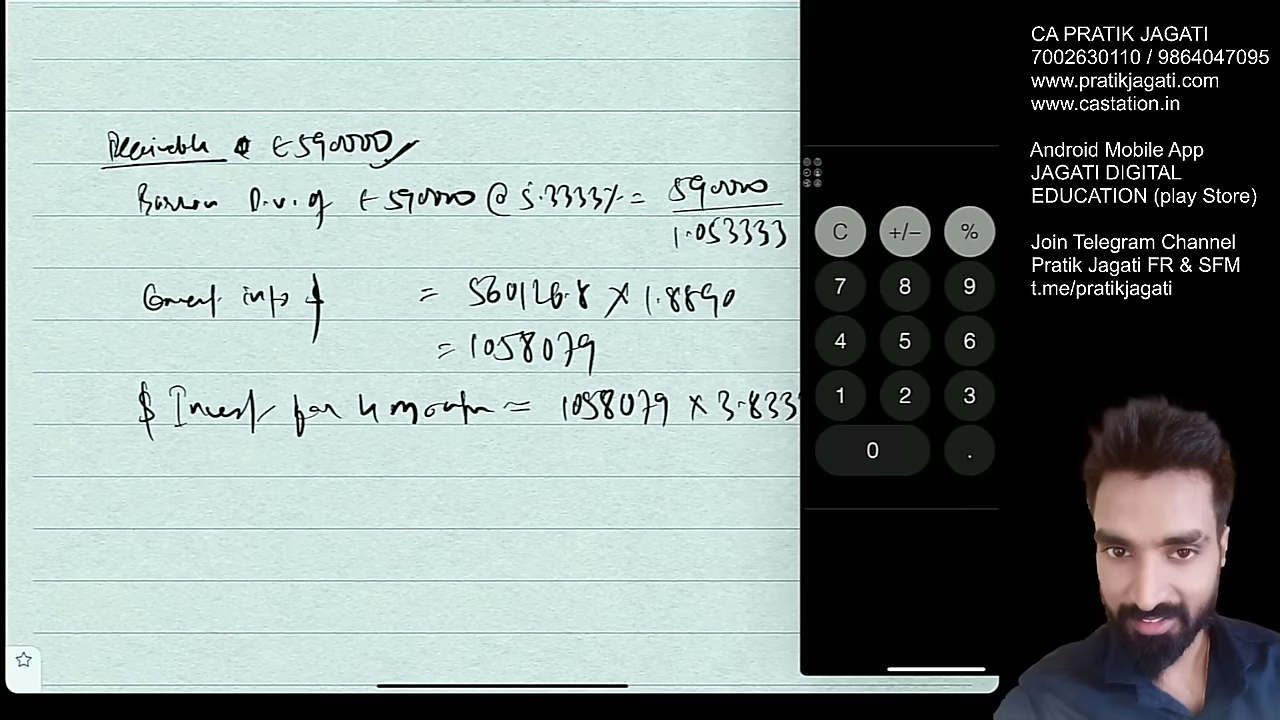 Receivable £590000
Borrow P.V. of £590000 @ 5.3333% = 590000
1.053333
Convert into $ = 560126.8 × 1.8890
= 1058079
$ Invest for 4 months = 1058079 × 3.833
C +/− %
7 8 9
4 5 6
1 2 3
0 .
CA PRATIK JAGATI
7002630110 / 9864047095
www.pratikjagati.com
www.castation.in
Android Mobile App
JAGATI DIGITAL
EDUCATION (play Store)
Join Telegram Channel
Pratik Jagati FR & SFM
t.me/pratikjagati